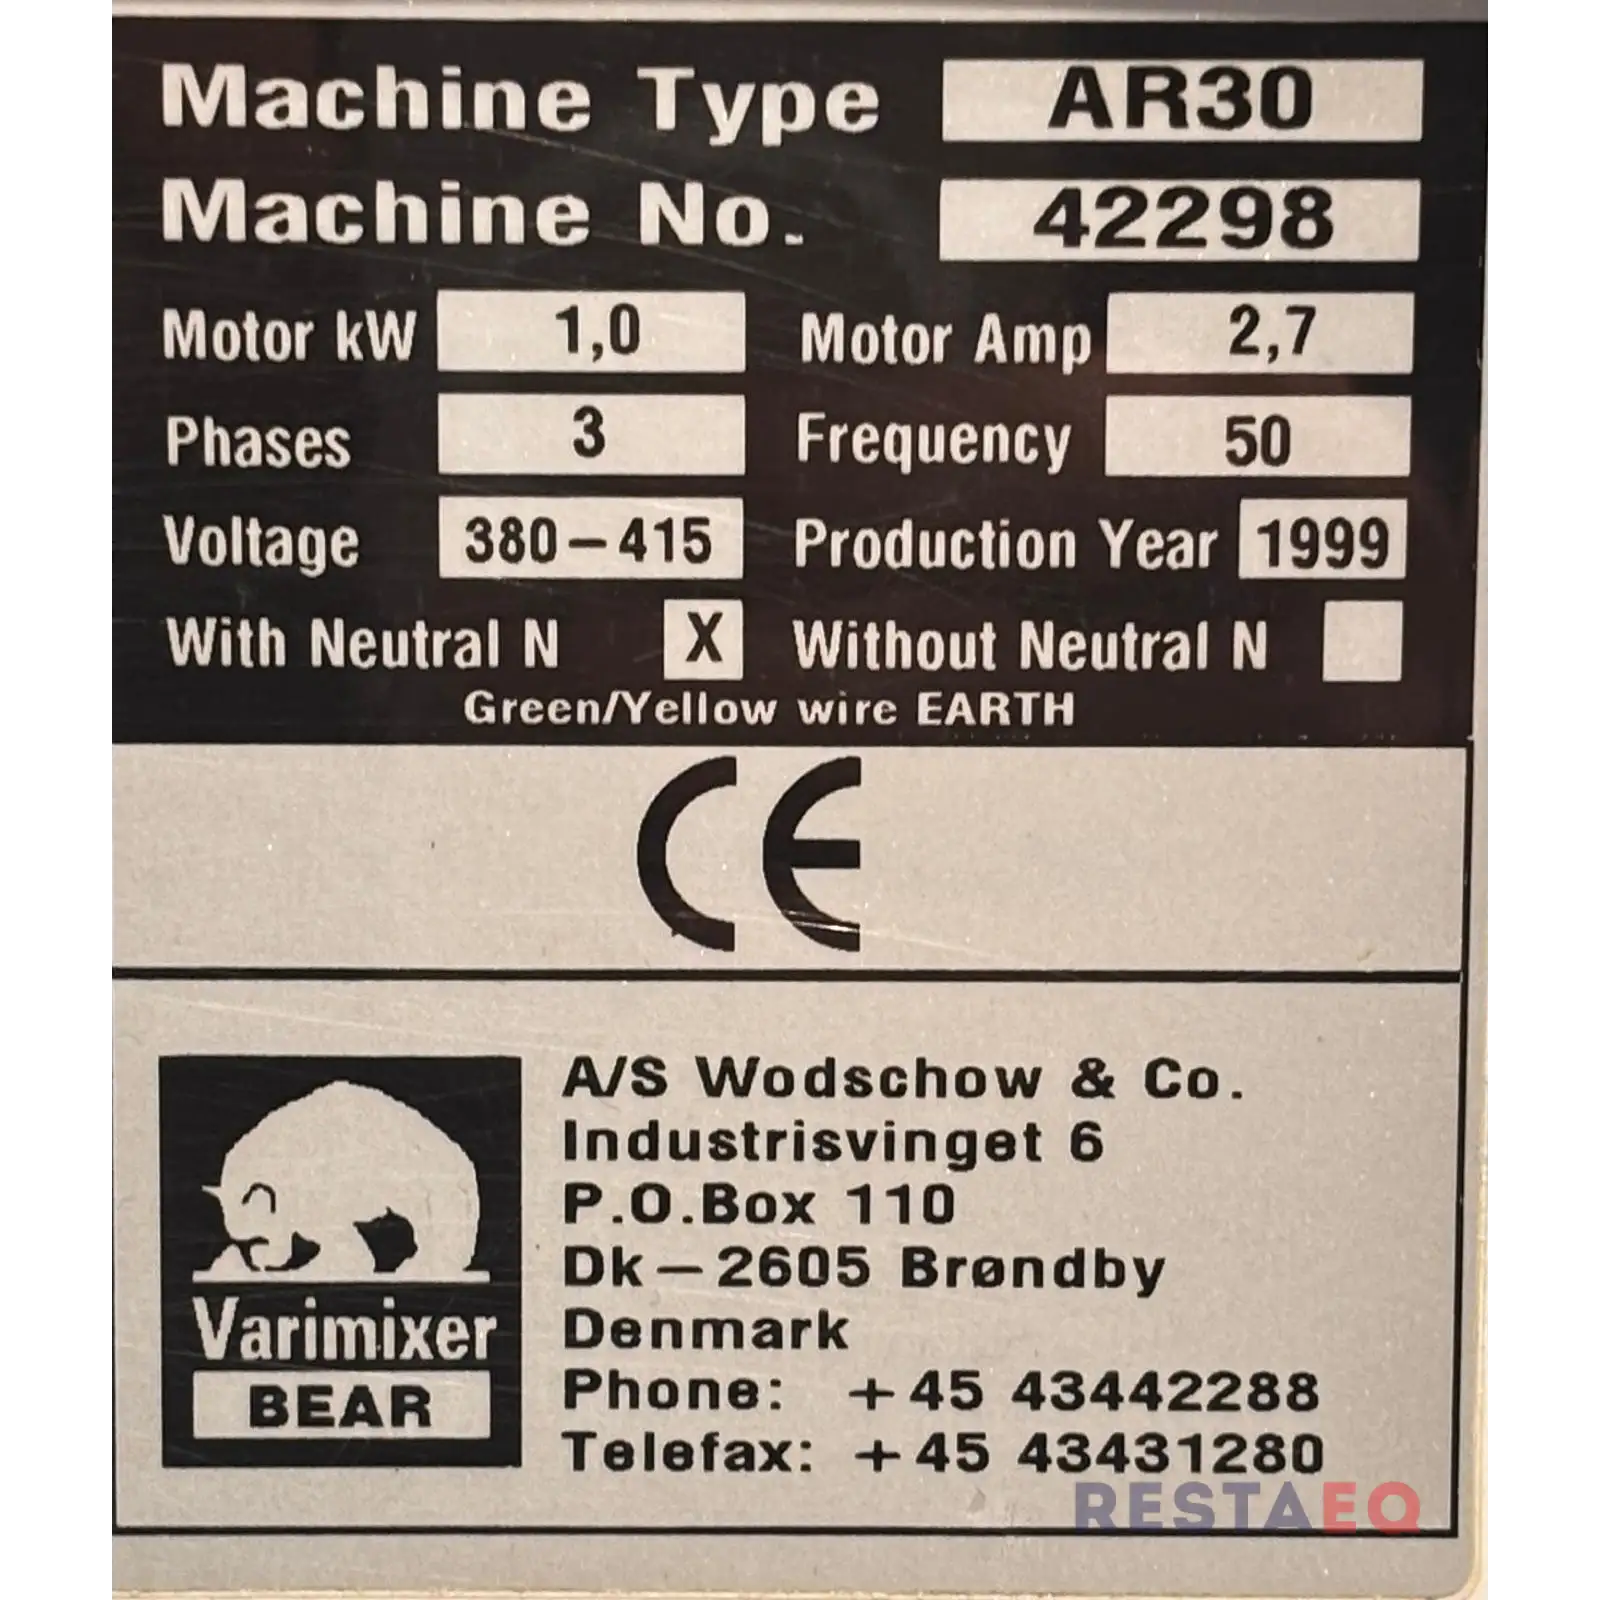 Machine Type AR30
Machine No. 42298
Motor kW 1,0 Motor Amp 2,7
Phases 3 Frequency 50
Voltage 380-415 Production Year 1999
With Neutral N X Without Neutral N
Green/Yellow wire EARTH
CE
A/S Wodschow & Co.
Industrisvinget 6
P.O.Box 110
Dk-2605 Brøndby
Denmark
Phone: +45 43442288
Telefax: +45 43431280
Varimixer
BEAR
RESTAEQ